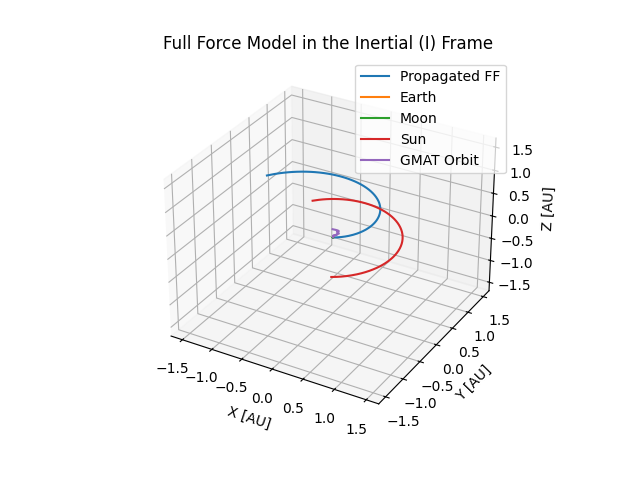 Full Force Model in the Inertial (I) Frame
Propagated FF
Earth
Moon
Sun
GMAT Orbit
1.5
1.0
0.5
0.0
−0.5
−1.0
−1.5
Z [AU]
1.5
1.0
0.5
0.0
−0.5
−1.0
−1.5
Y [AU]
−1.5
−1.0
−0.5
0.0
0.5
1.0
1.5
X [AU]